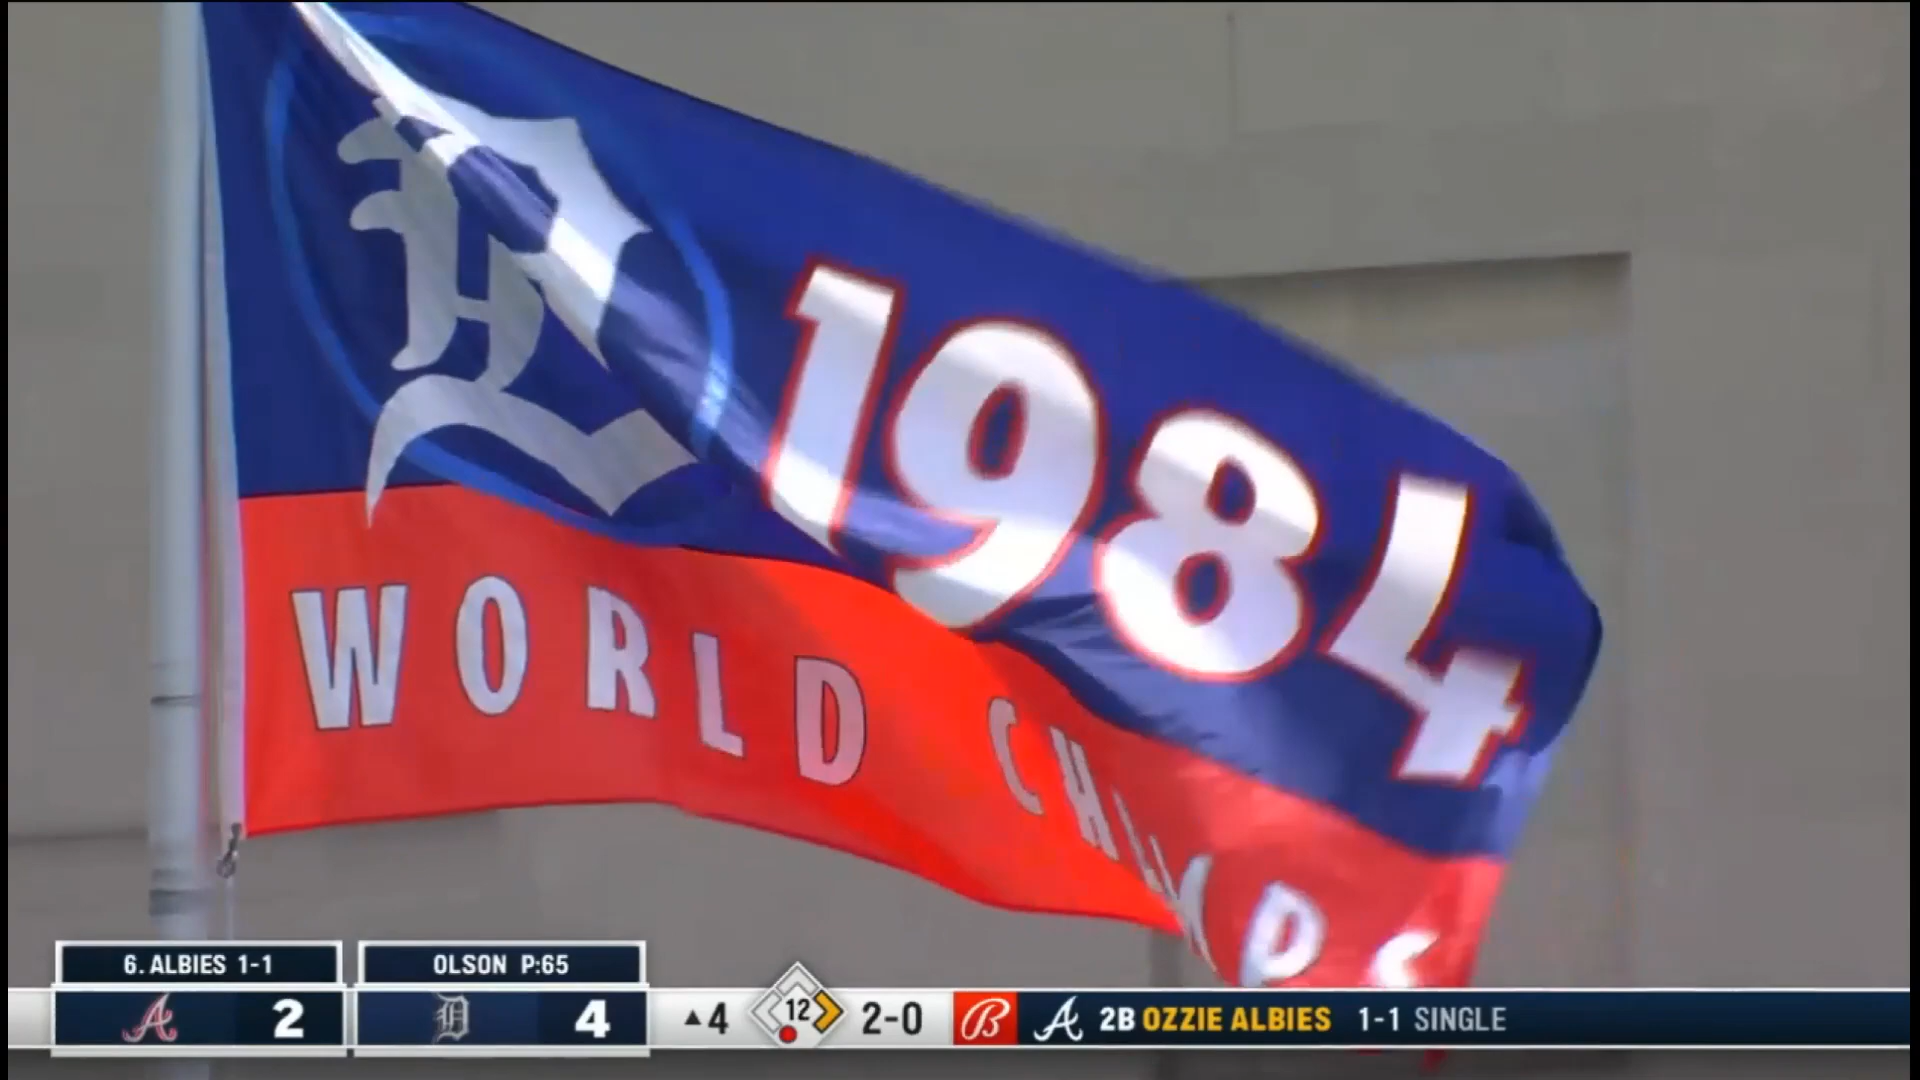 D 1984
WORLD CHAMPS
6. ALBIES 1-1
OLSON P:65
A 2
D 4
▲4
12
2-0
B A 2B OZZIE ALBIES 1-1 SINGLE